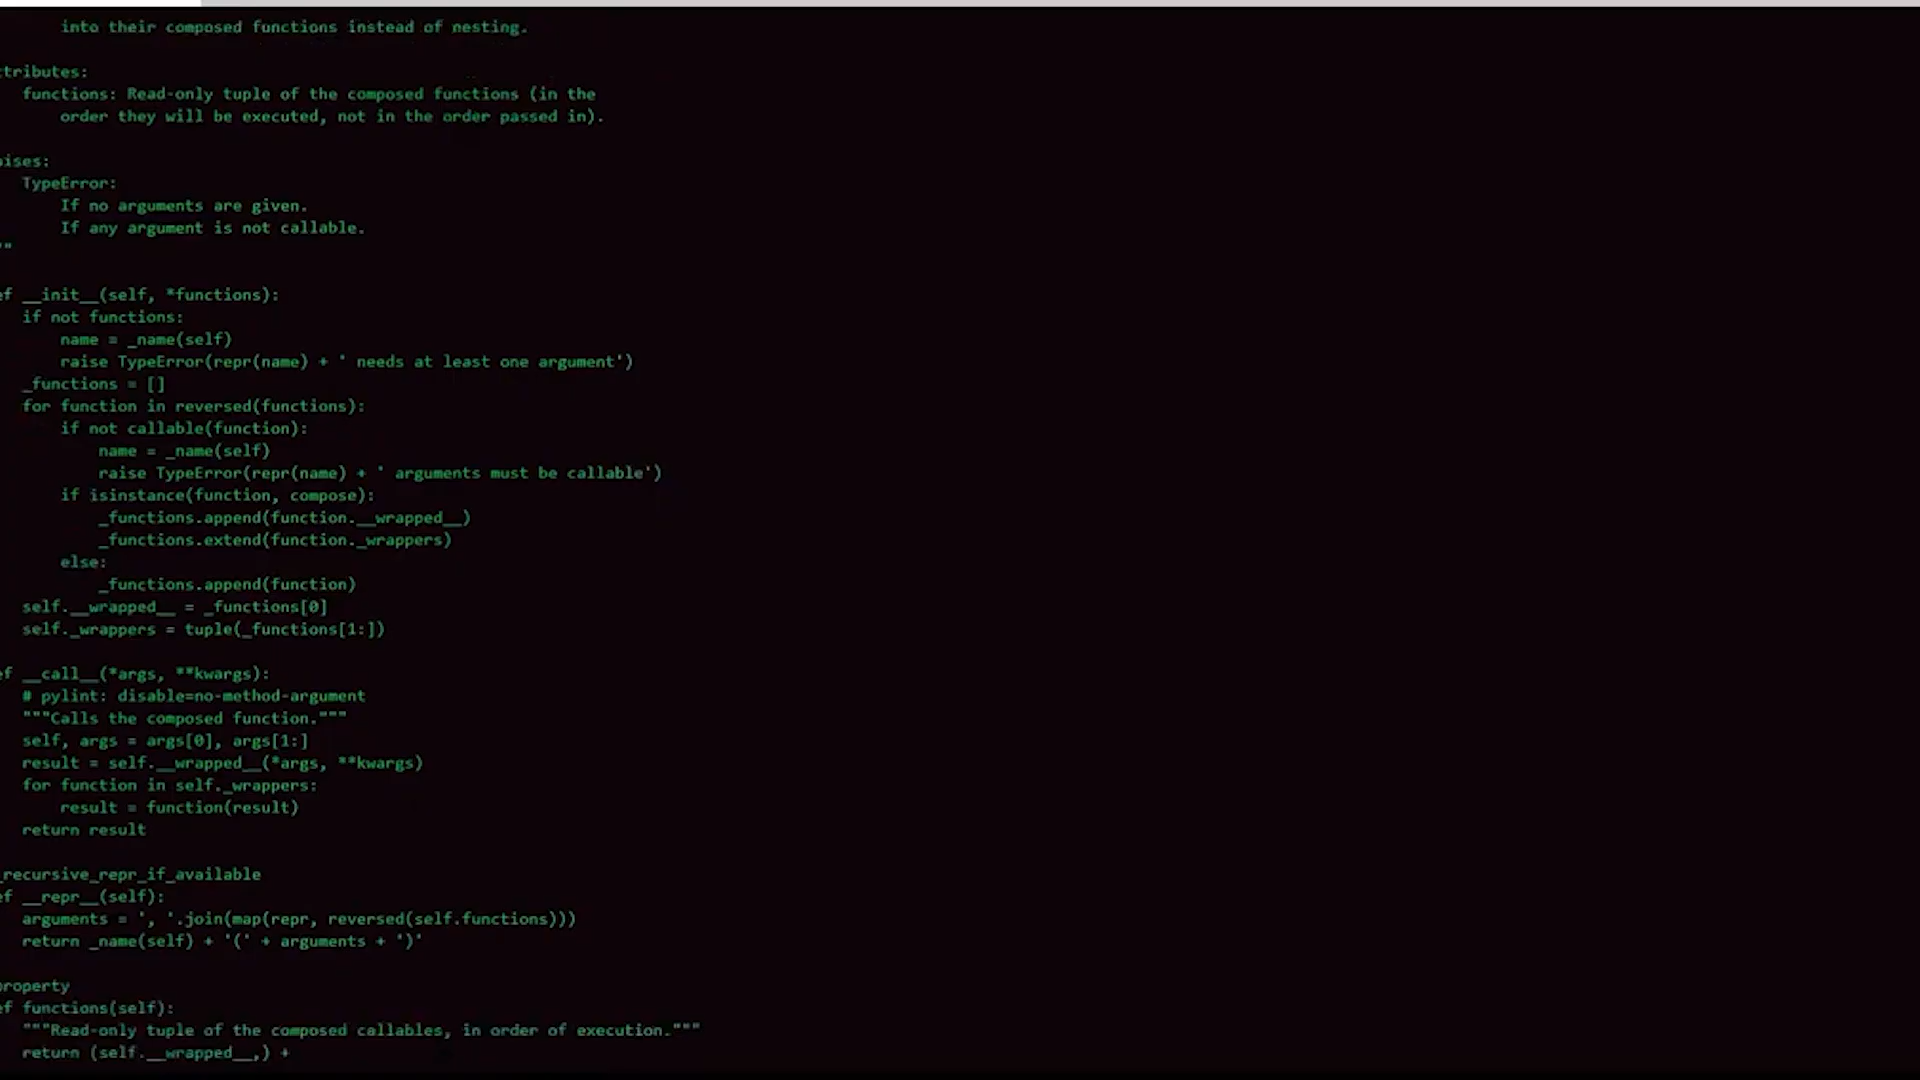 into their composed functions instead of nesting.
ttributes:
functions: Read-only tuple of the composed functions (in the
order they will be executed, not in the order passed in).
aises:
TypeError:
If no arguments are given.
If any argument is not callable.
""
ef __init__(self, *functions):
if not functions:
name = _name(self)
raise TypeError(repr(name) + ' needs at least one argument')
_functions = []
for function in reversed(functions):
if not callable(function):
name = _name(self)
raise TypeError(repr(name) + ' arguments must be callable')
if isinstance(function, compose):
_functions.append(function.__wrapped__)
_functions.extend(function._wrappers)
else:
_functions.append(function)
self.__wrapped__ = _functions[0]
self._wrappers = tuple(_functions[1:])
ef __call__(*args, **kwargs):
# pylint: disable=no-method-argument
"""Calls the composed function."""
self, args = args[0], args[1:]
result = self.__wrapped__(*args, **kwargs)
for function in self._wrappers:
result = function(result)
return result
_recursive_repr_if_available
ef __repr__(self):
arguments = ', '.join(map(repr, reversed(self.functions)))
return _name(self) + '(' + arguments + ')'
property
ef functions(self):
"""Read-only tuple of the composed callables, in order of execution."""
return (self.__wrapped__,) +